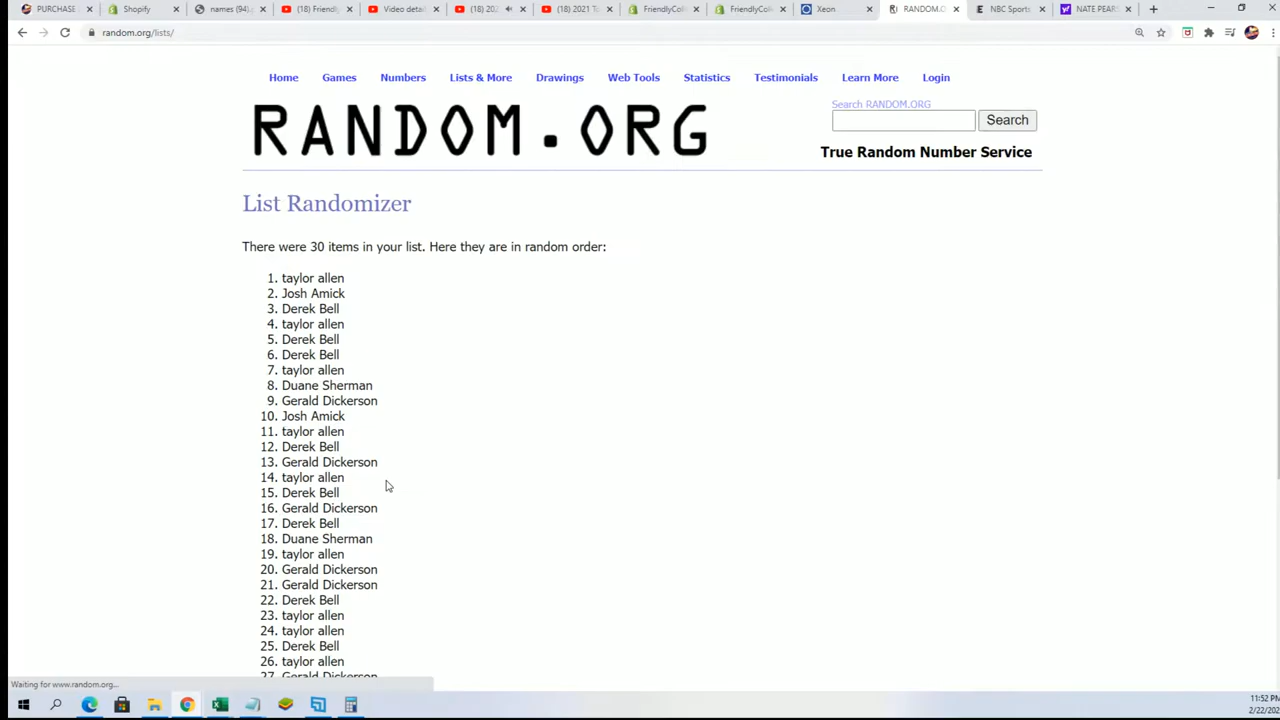 PURCHASE
Shopify
names (94).
(18) Friendly
Video detai
(18) 202
(18) 2021 To
FriendlyColle
FriendlyColle
Xeon
RANDOM.O
NBC Sports
NATE PEAR
random.org/lists/
Home Games Numbers Lists & More Drawings Web Tools Statistics Testimonials Learn More Login
RANDOM.ORG
Search RANDOM.ORG
Search
True Random Number Service
List Randomizer
There were 30 items in your list. Here they are in random order:
1. taylor allen
2. Josh Amick
3. Derek Bell
4. taylor allen
5. Derek Bell
6. Derek Bell
7. taylor allen
8. Duane Sherman
9. Gerald Dickerson
10. Josh Amick
11. taylor allen
12. Derek Bell
13. Gerald Dickerson
14. taylor allen
15. Derek Bell
16. Gerald Dickerson
17. Derek Bell
18. Duane Sherman
19. taylor allen
20. Gerald Dickerson
21. Gerald Dickerson
22. Derek Bell
23. taylor allen
24. taylor allen
25. Derek Bell
26. taylor allen
27. Gerald Dickerson
Waiting for www.random.org...
11:52 PM
2/22/202